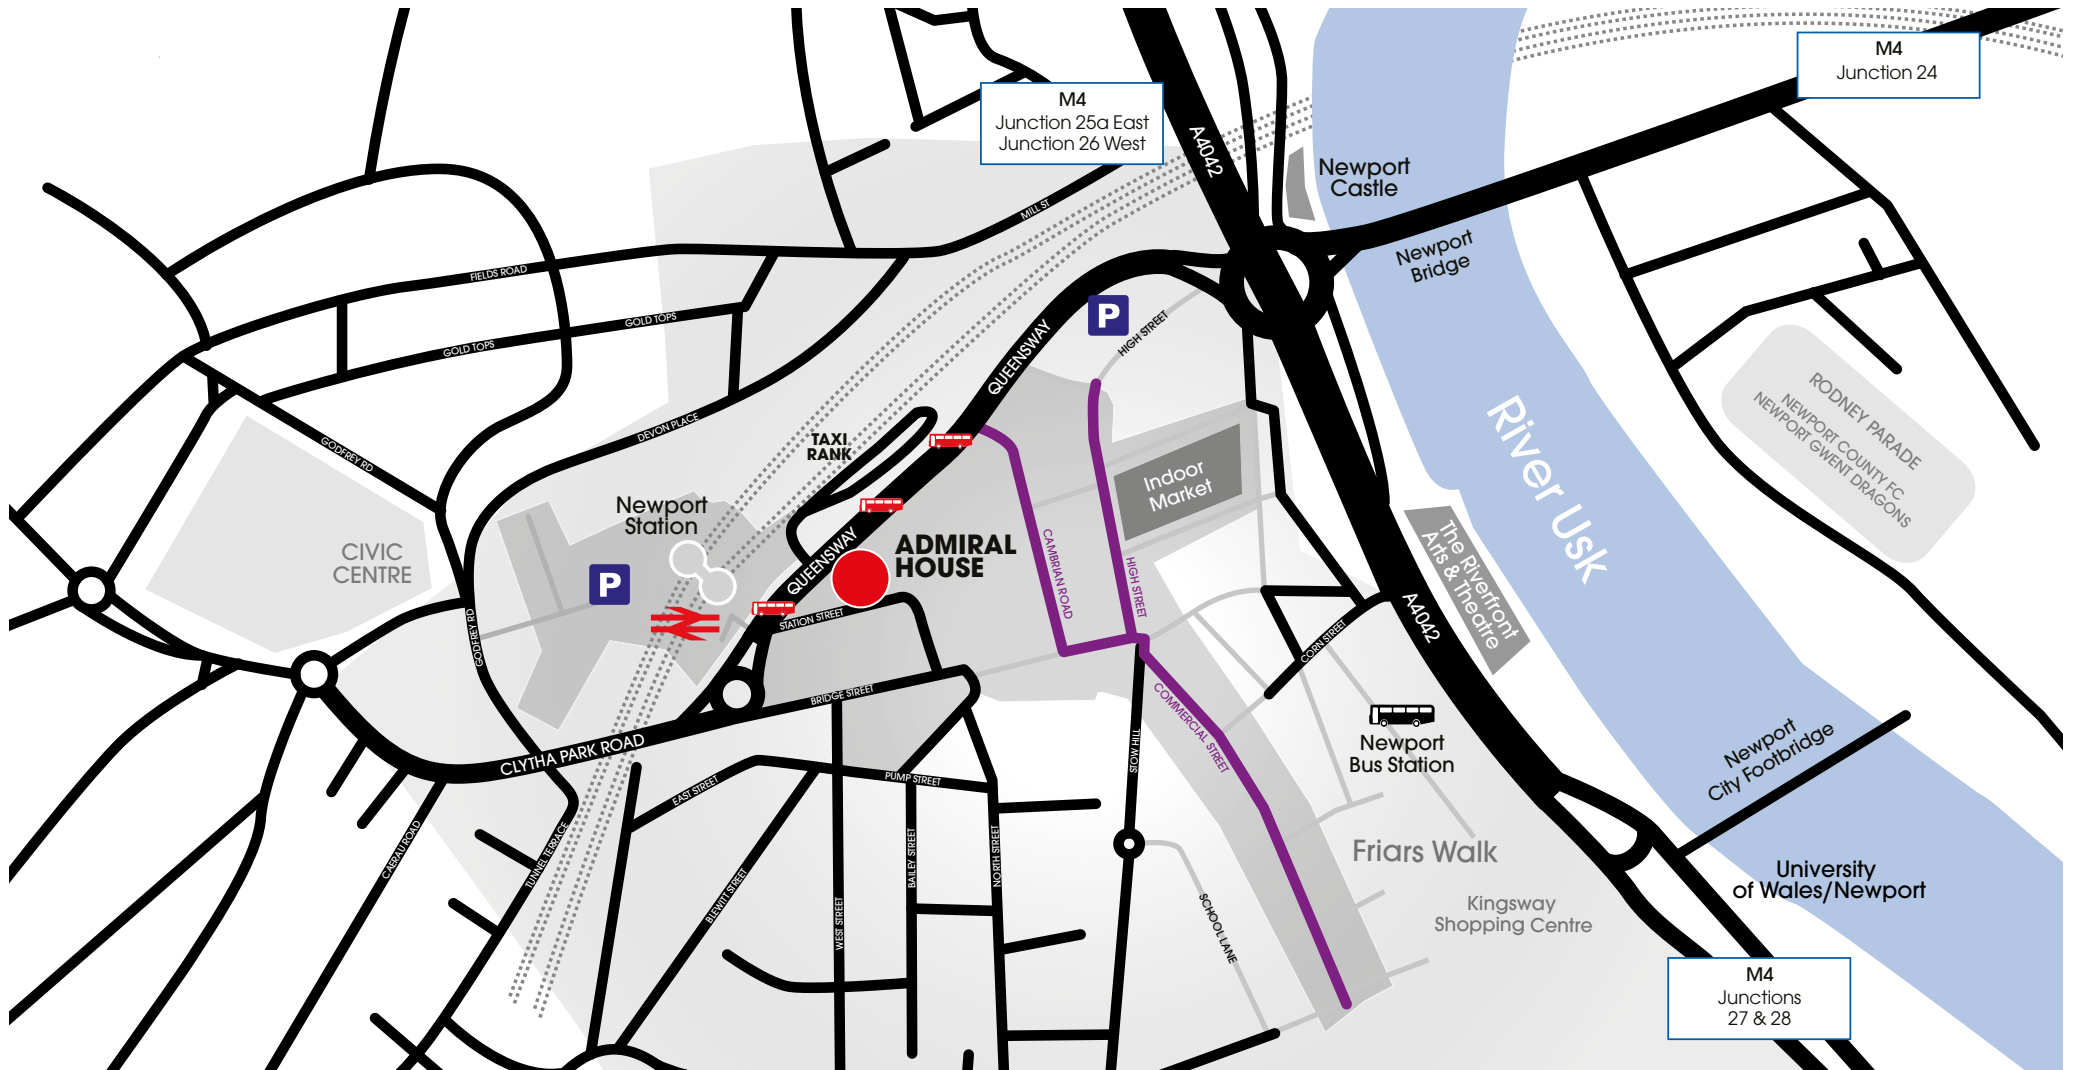 M4
Junction 24
M4
Junction 25a East
Junction 26 West
A4042
Newport
Castle
MILL ST
Newport
Bridge
FIELDS ROAD
GOLD TOPS
GOLD TOPS
P
HIGH STREET
QUEENSWAY
DEVON PLACE
GODFREY RD
TAXI
RANK
RODNEY PARADE
NEWPORT COUNTY FC
NEWPORT GWENT DRAGONS
River Usk
Indoor
Market
Newport
Station
CIVIC
CENTRE
P
QUEENSWAY
ADMIRAL
HOUSE
CAMBRIAN ROAD
HIGH STREET
The Riverfront
Arts & Theatre
A4042
STATION STREET
GODFREY RD
CORN STREET
BRIDGE STREET
COMMERCIAL STREET
CLYTHA PARK ROAD
STOW HILL
Newport
Bus Station
Newport
City Footbridge
EAST STREET
PUMP STREET
CAERAU ROAD
TUNNEL TERRACE
BLEWITT STREET
BAILEY STREET
NORTH STREET
WEST STREET
SCHOOL LANE
Friars Walk
Kingsway
Shopping Centre
University
of Wales/Newport
M4
Junctions
27 & 28